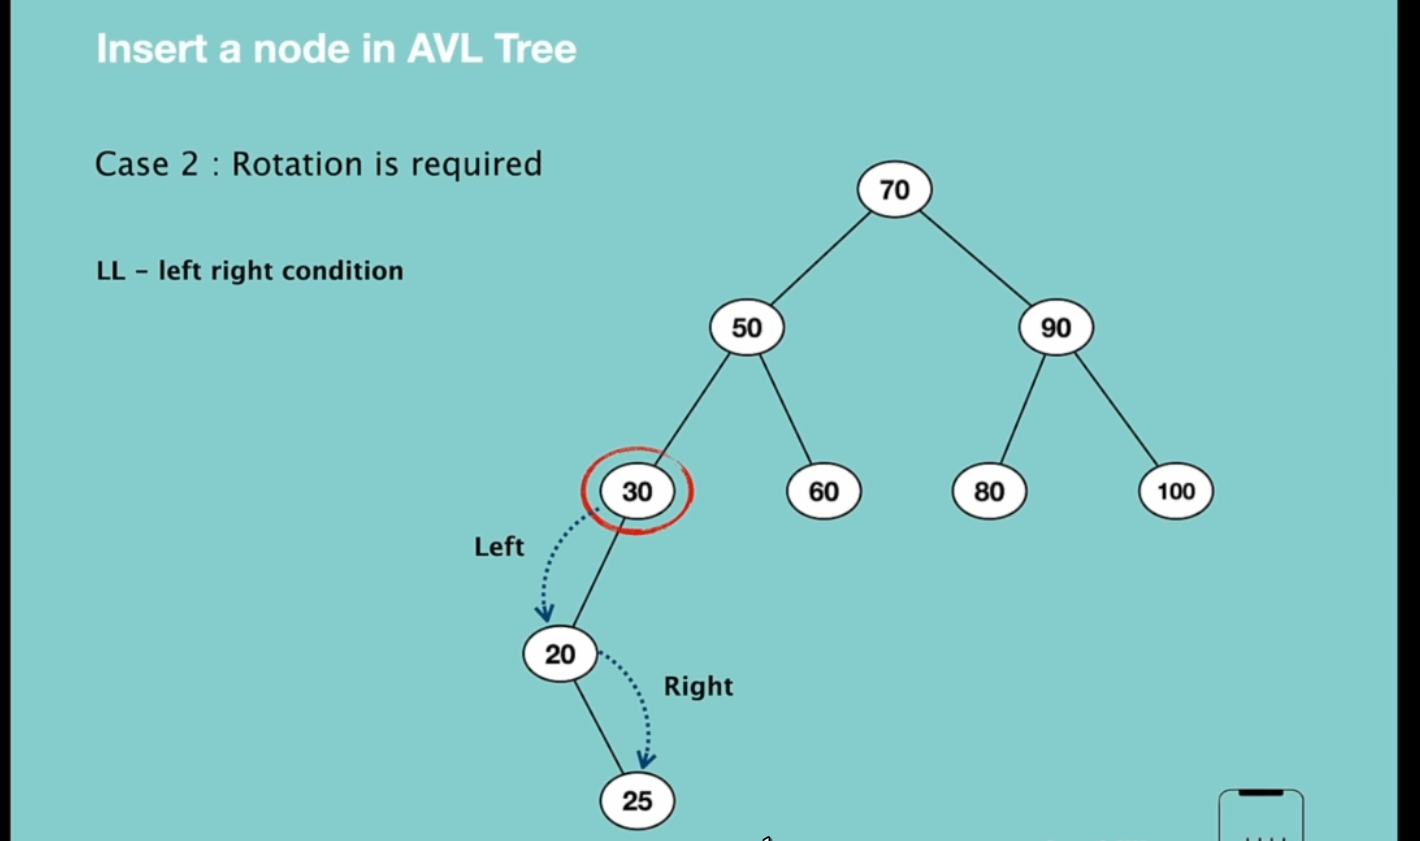 Insert a node in AVL Tree
Case 2 : Rotation is required
LL – left right condition
70
50
90
30
60
80
100
Left
20
Right
25